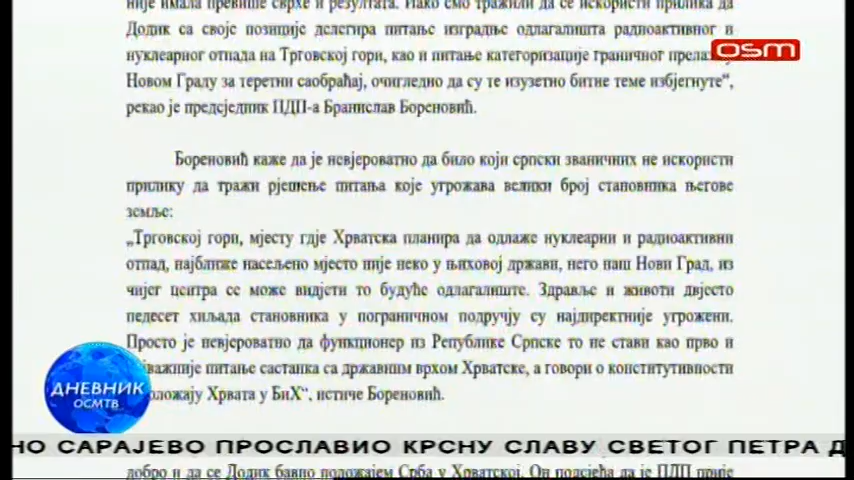 није имала превише сврхе и резултата. Иако смо тражили да се искористи прилика да
Додик са своје позиције делегира питање изградње одлагалишта радиоактивног и
нуклеарног отпада на Трговској гори, као и питање категоризације граничног прелаза у
Новом Граду за теретни саобраћај, очигледно да су те изузетно битне теме избјегнуте“,
рекао је предсједник ПДП-а Бранислав Бореновић.
osm
Бореновић каже да је невјероватно да било који српски званичних не искористи
прилику да тражи рјешење питања које угрожава велики број становника његове
земље:
„Трговској гори, мјесту гдје Хрватска планира да одлаже нуклеарни и радиоактивни
отпад, најближе насељено мјесто није неко у њиховој држави, него наш Нови Град, из
чијег центра се може видјети то будуће одлагалиште. Здравље и животи двјесто
педесет хиљада становника у пограничном подручју су најдиректније угрожени.
Просто је невјероватно да функционер из Републике Српске то не стави као прво и
јважније питање састанка са државним врхом Хрватске, а говори о конститутивности
оложају Хрвата у БиХ“, истиче Бореновић.
ДНЕВНИК
ОСМТВ
НО САРАЈЕВО ПРОСЛАВИО КРСНУ СЛАВУ СВЕТОГ ПЕТРА Д
добро и да се Додик бавио положајем Срба у Хрватској. Он подсјећа да је ПДП прије